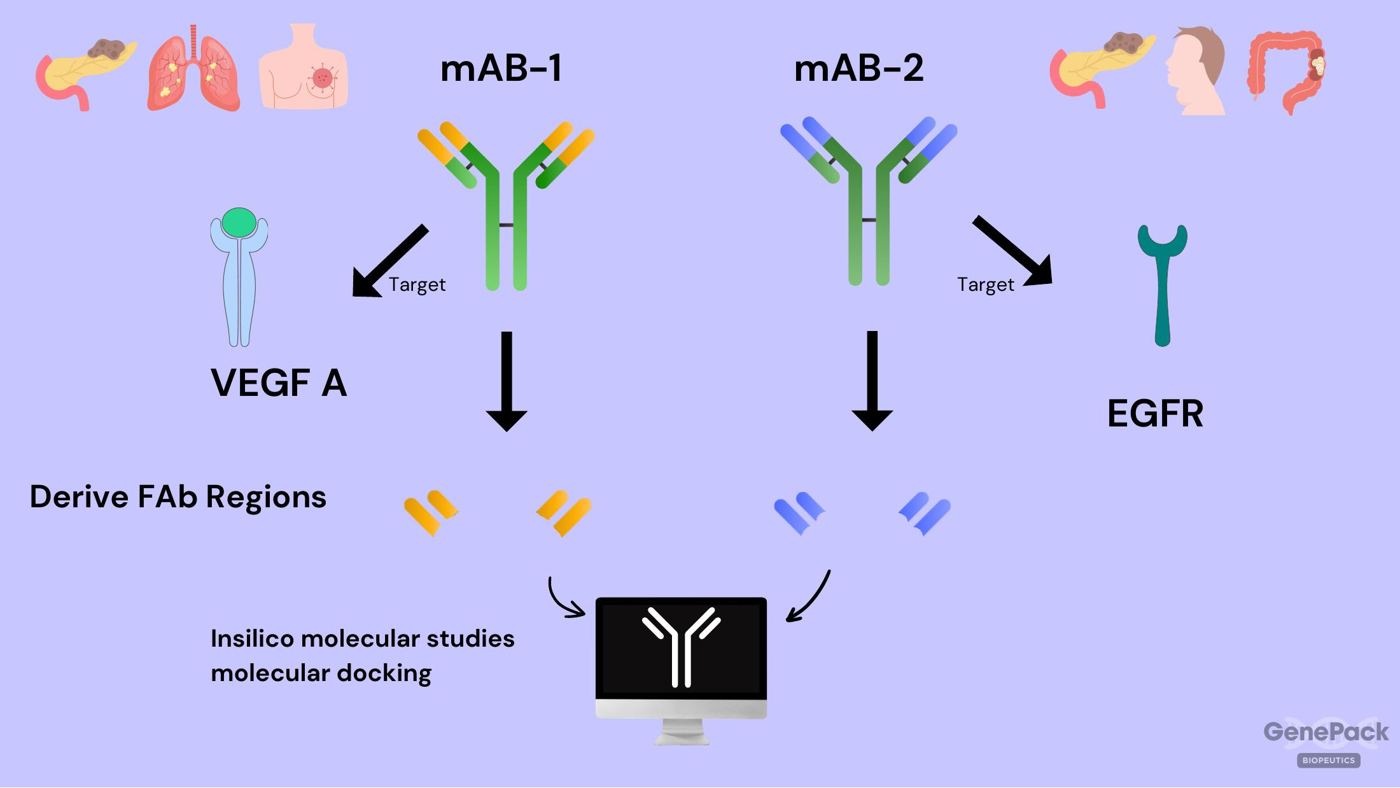 mAB-1
mAB-2
Target
Target
VEGF A
EGFR
Derive FAb Regions
Insilico molecular studies
molecular docking
GenePack
BIOPEUTICS